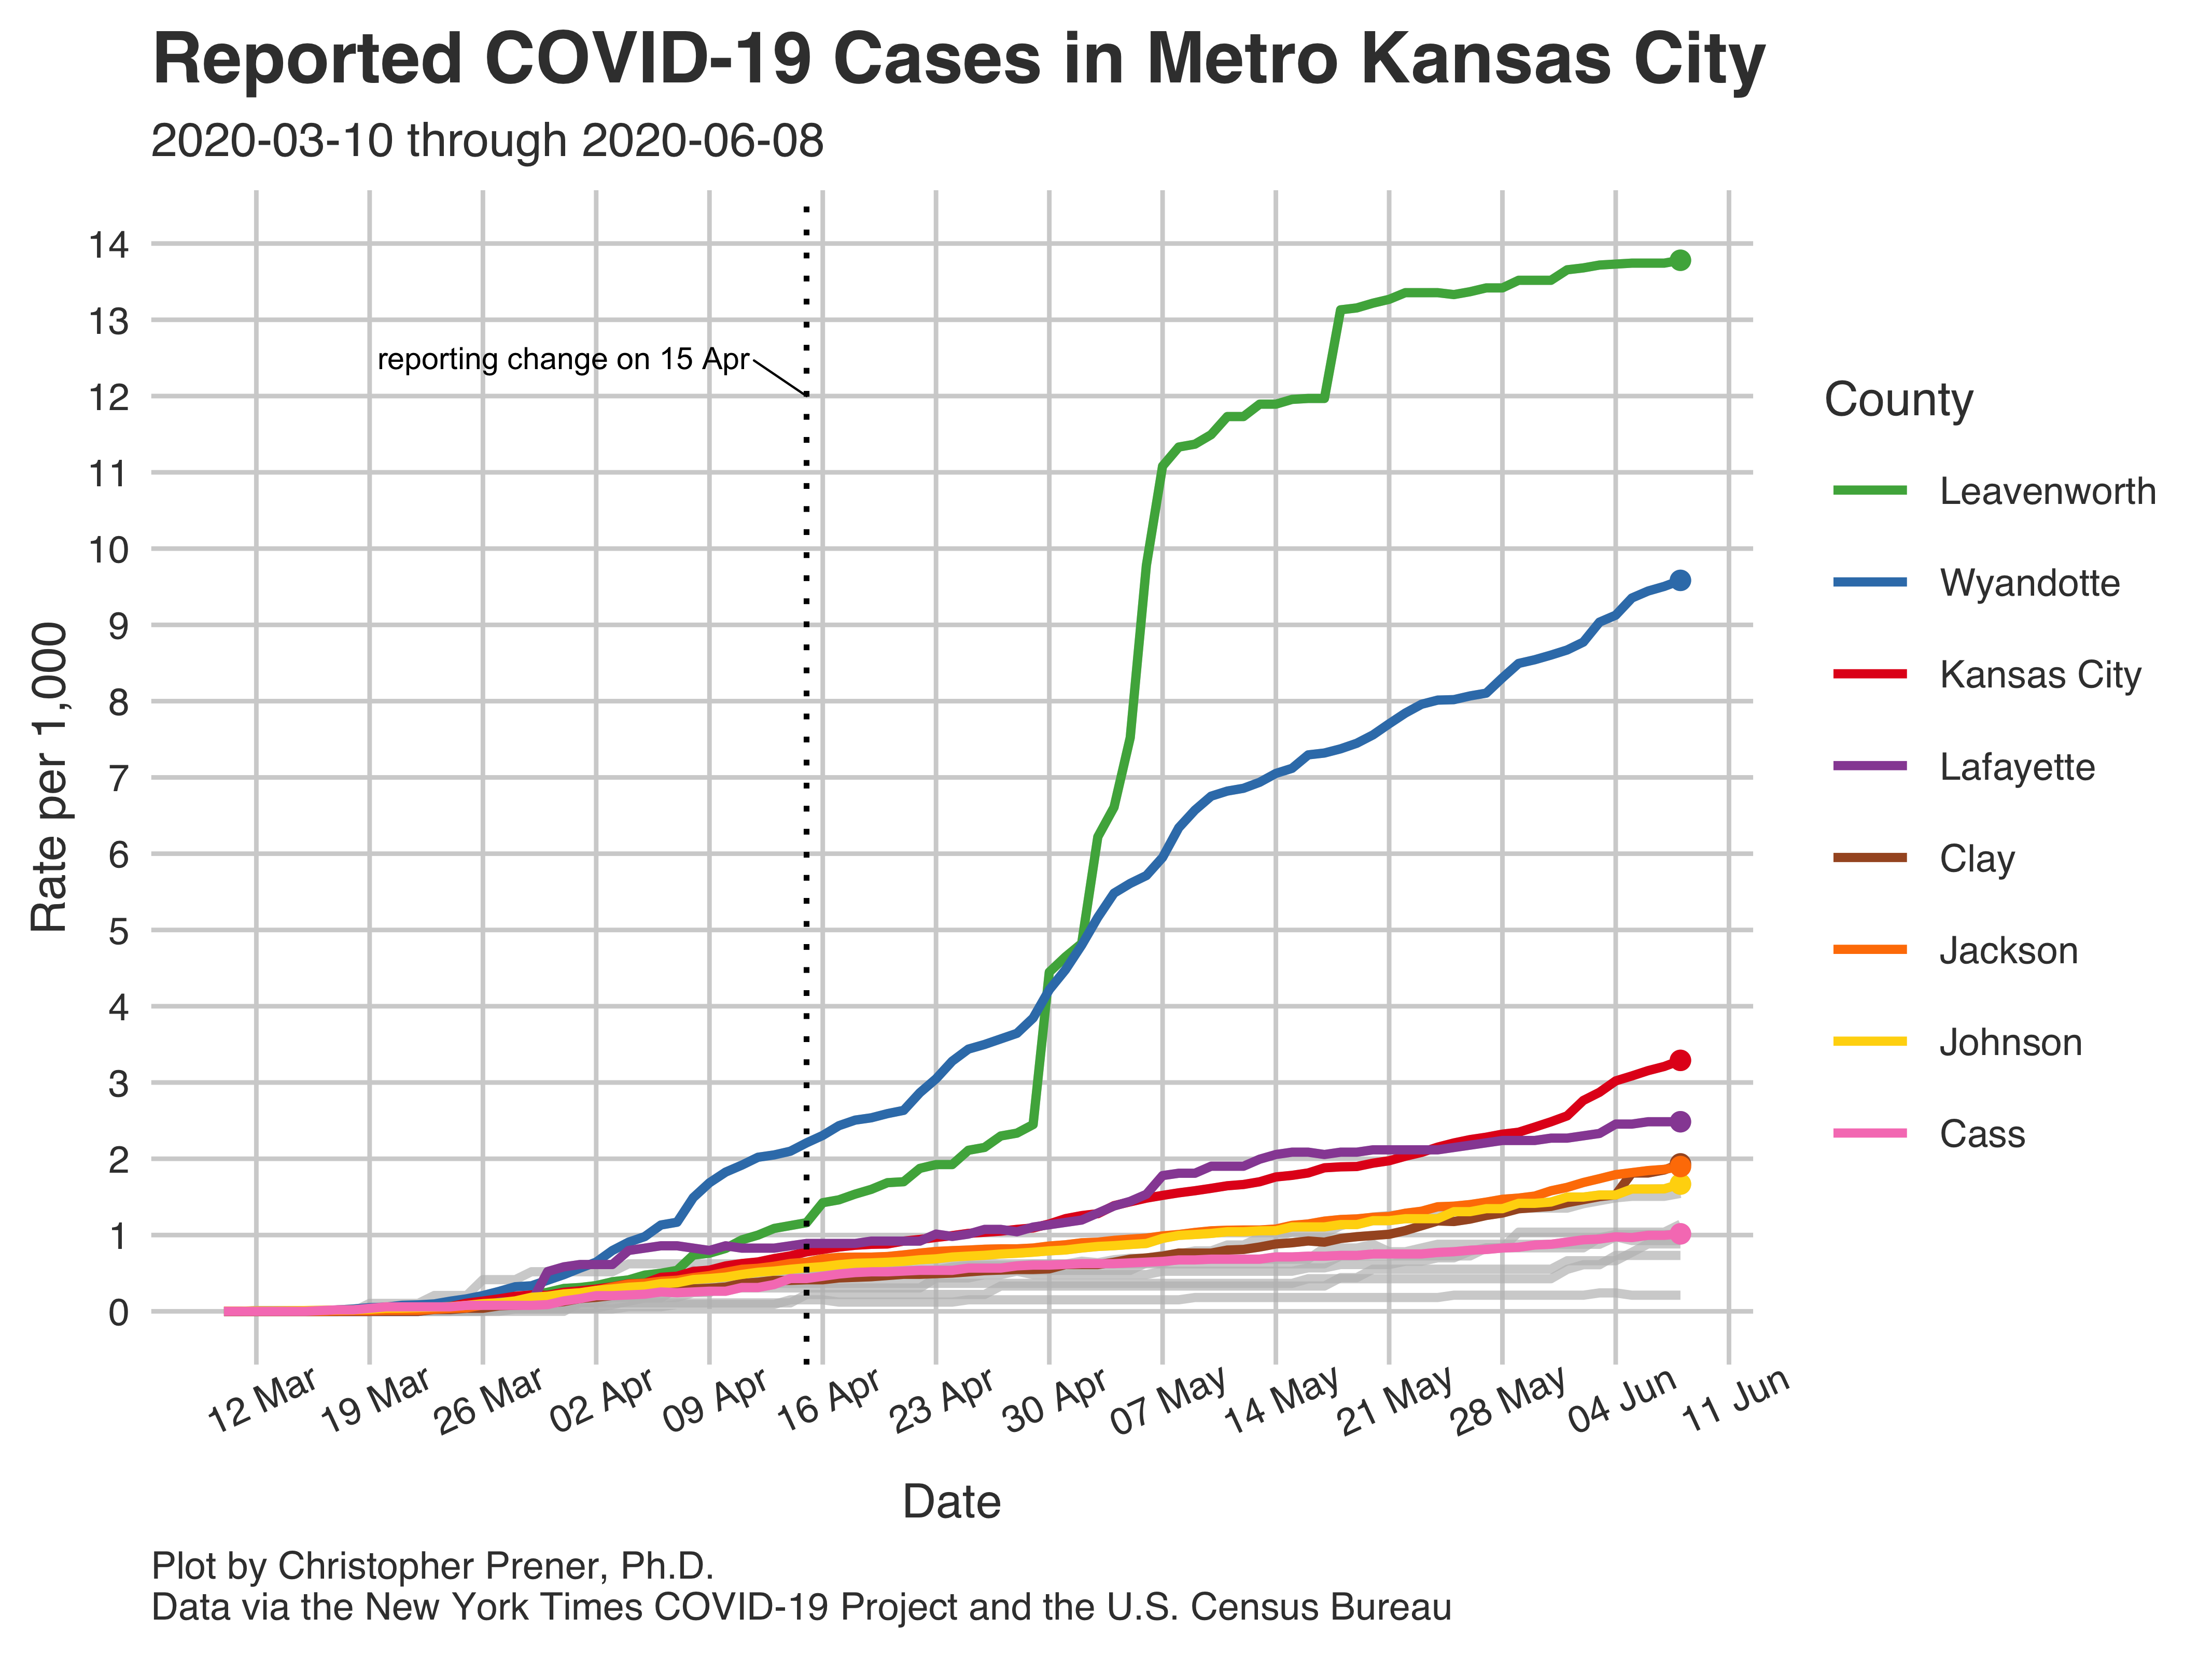 Reported COVID-19 Cases in Metro Kansas City
2020-03-10 through 2020-06-08
14
13
12
11
10
9
8
7
6
5
4
3
2
1
0
Rate per 1,000
reporting change on 15 Apr
12 Mar
19 Mar
26 Mar
02 Apr
09 Apr
16 Apr
23 Apr
30 Apr
07 May
14 May
21 May
28 May
04 Jun
11 Jun
Date
County
Leavenworth
Wyandotte
Kansas City
Lafayette
Clay
Jackson
Johnson
Cass
Plot by Christopher Prener, Ph.D.
Data via the New York Times COVID-19 Project and the U.S. Census Bureau